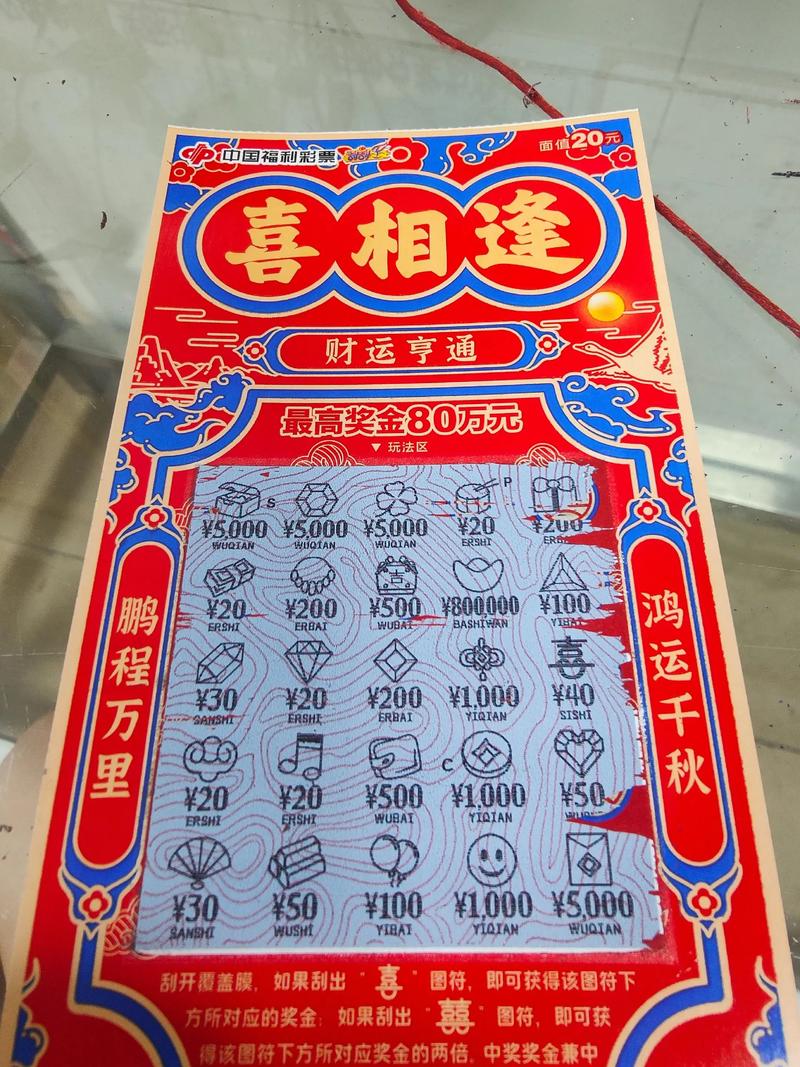 中国福利彩票 刮刮乐
面值20元
喜相逢
财运亨通
最高奖金80万元
▼ 玩法区
鹏程万里
鸿运千秋
S P
¥5,000 ¥5,000 ¥5,000 ¥20 ¥200
WUQIAN WUQIAN WUQIAN ERSHI
¥20 ¥200 ¥500 ¥800000 ¥100
ERSHI ERBAI WUBAI BASHIWAN YIBAI
喜
¥30 ¥20 ¥200 ¥1,000 ¥40
SANSHI ERSHI ERBAI YIQIAN SISHI
C
¥20 ¥20 ¥500 ¥1,000 ¥50
ERSHI ERSHI WUBAI YIQIAN
¥30 ¥50 ¥100 ¥1,000 ¥5,000
SANSHI WUSHI YIBAI YIQIAN WUQIAN
刮开覆盖膜,如果刮出“喜”图符,即可获得该图符下
方所对应的奖金;如果刮出“囍”图符,即可获
得该图符下方所对应奖金的两倍。中奖奖金兼中